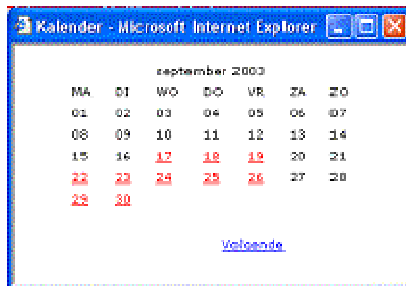 Kalender - Microsoft Internet Explorer
september 2003
MA DI WO DO VR ZA ZO
01 02 03 04 05 06 07
08 09 10 11 12 13 14
15 16 17 18 19 20 21
22 23 24 25 26 27 28
29 30
Volgende